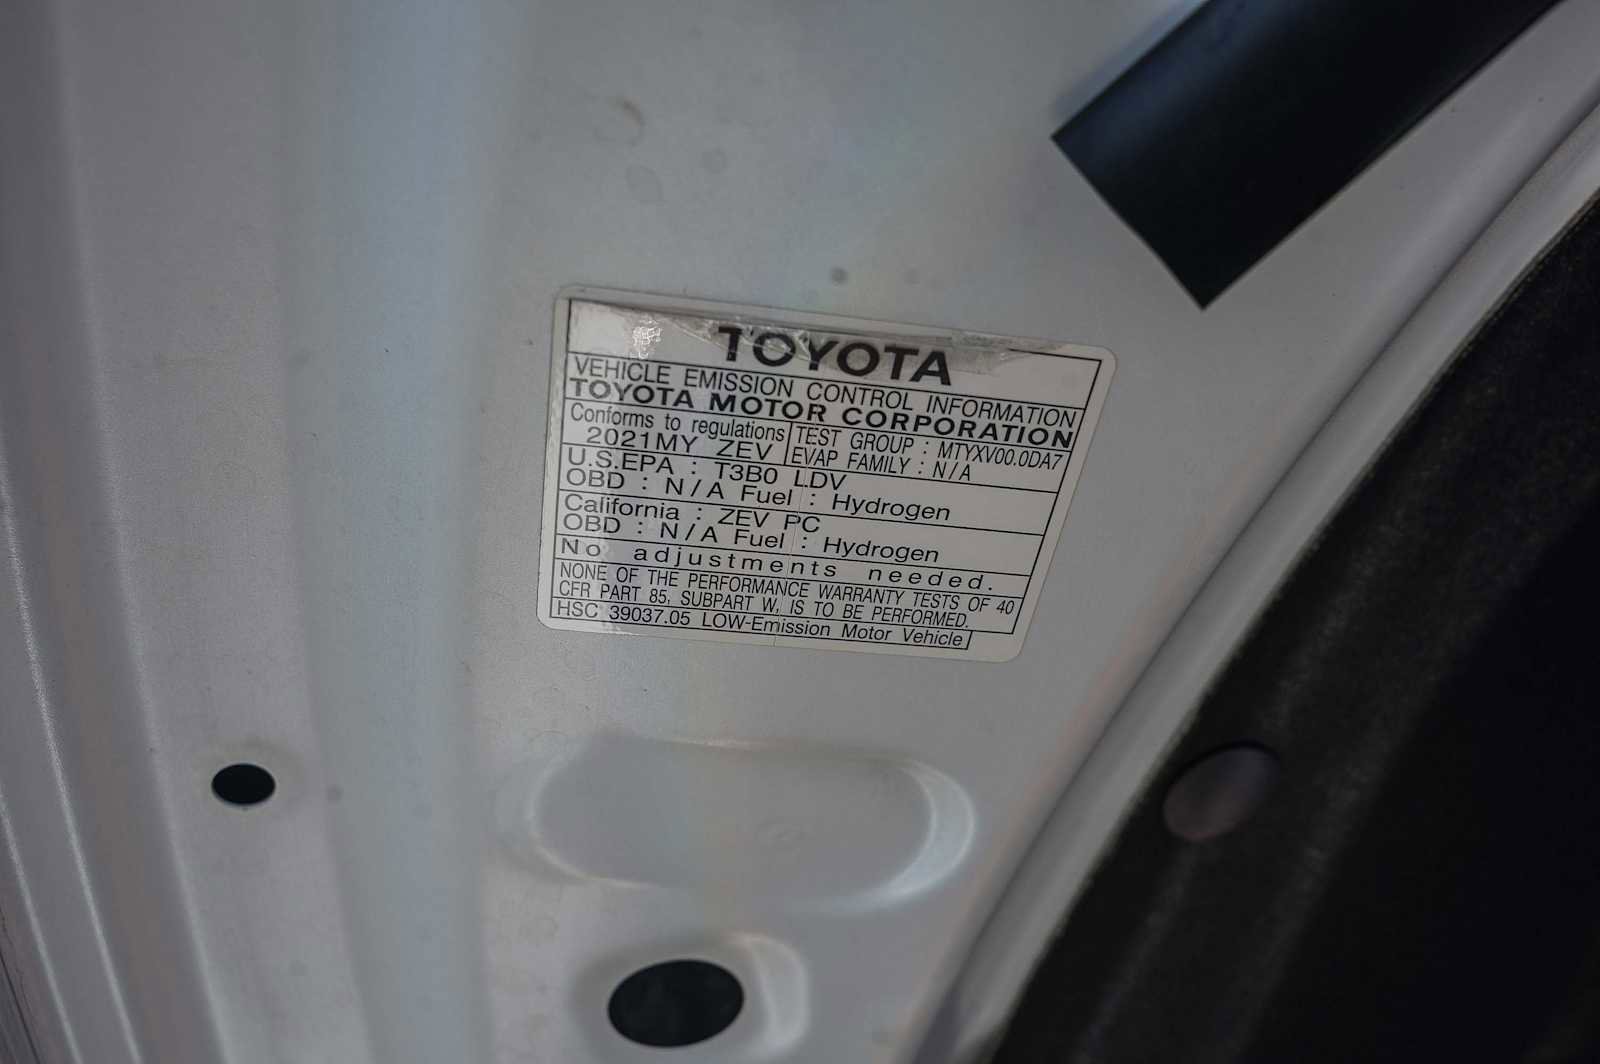 TOYOTA
VEHICLE EMISSION CONTROL INFORMATION
TOYOTA MOTOR CORPORATION
Conforms to regulations
2021MY ZEV
TEST GROUP : MTYXV00.0DA7
EVAP FAMILY : N/A
U.S.EPA : T3B0 LDV
OBD : N/A Fuel : Hydrogen
California : ZEV PC
OBD : N/A Fuel : Hydrogen
No adjustments needed.
NONE OF THE PERFORMANCE WARRANTY TESTS OF 40
CFR PART 85, SUBPART W, IS TO BE PERFORMED.
HSC 39037.05 LOW-Emission Motor Vehicle